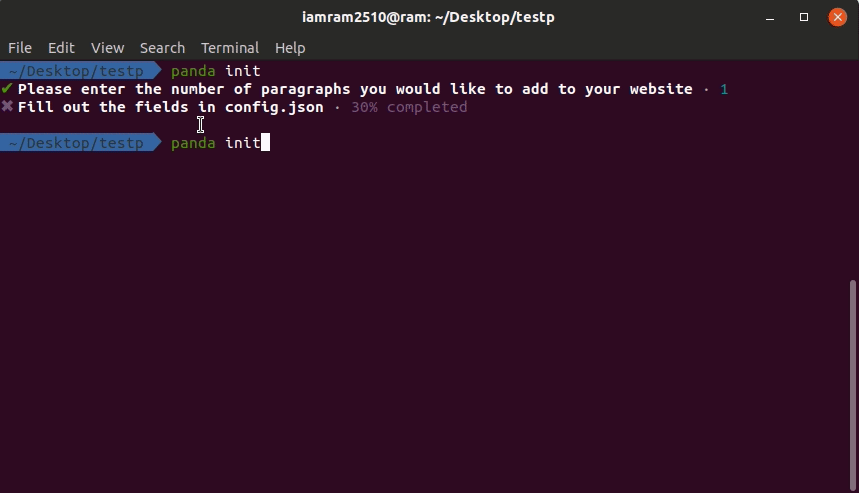 iamram2510@ram: ~/Desktop/testp
File Edit View Search Terminal Help
~/Desktop/testp panda init
✔ Please enter the number of paragraphs you would like to add to your website · 1
✖ Fill out the fields in config.json · 30% completed
~/Desktop/testp panda init